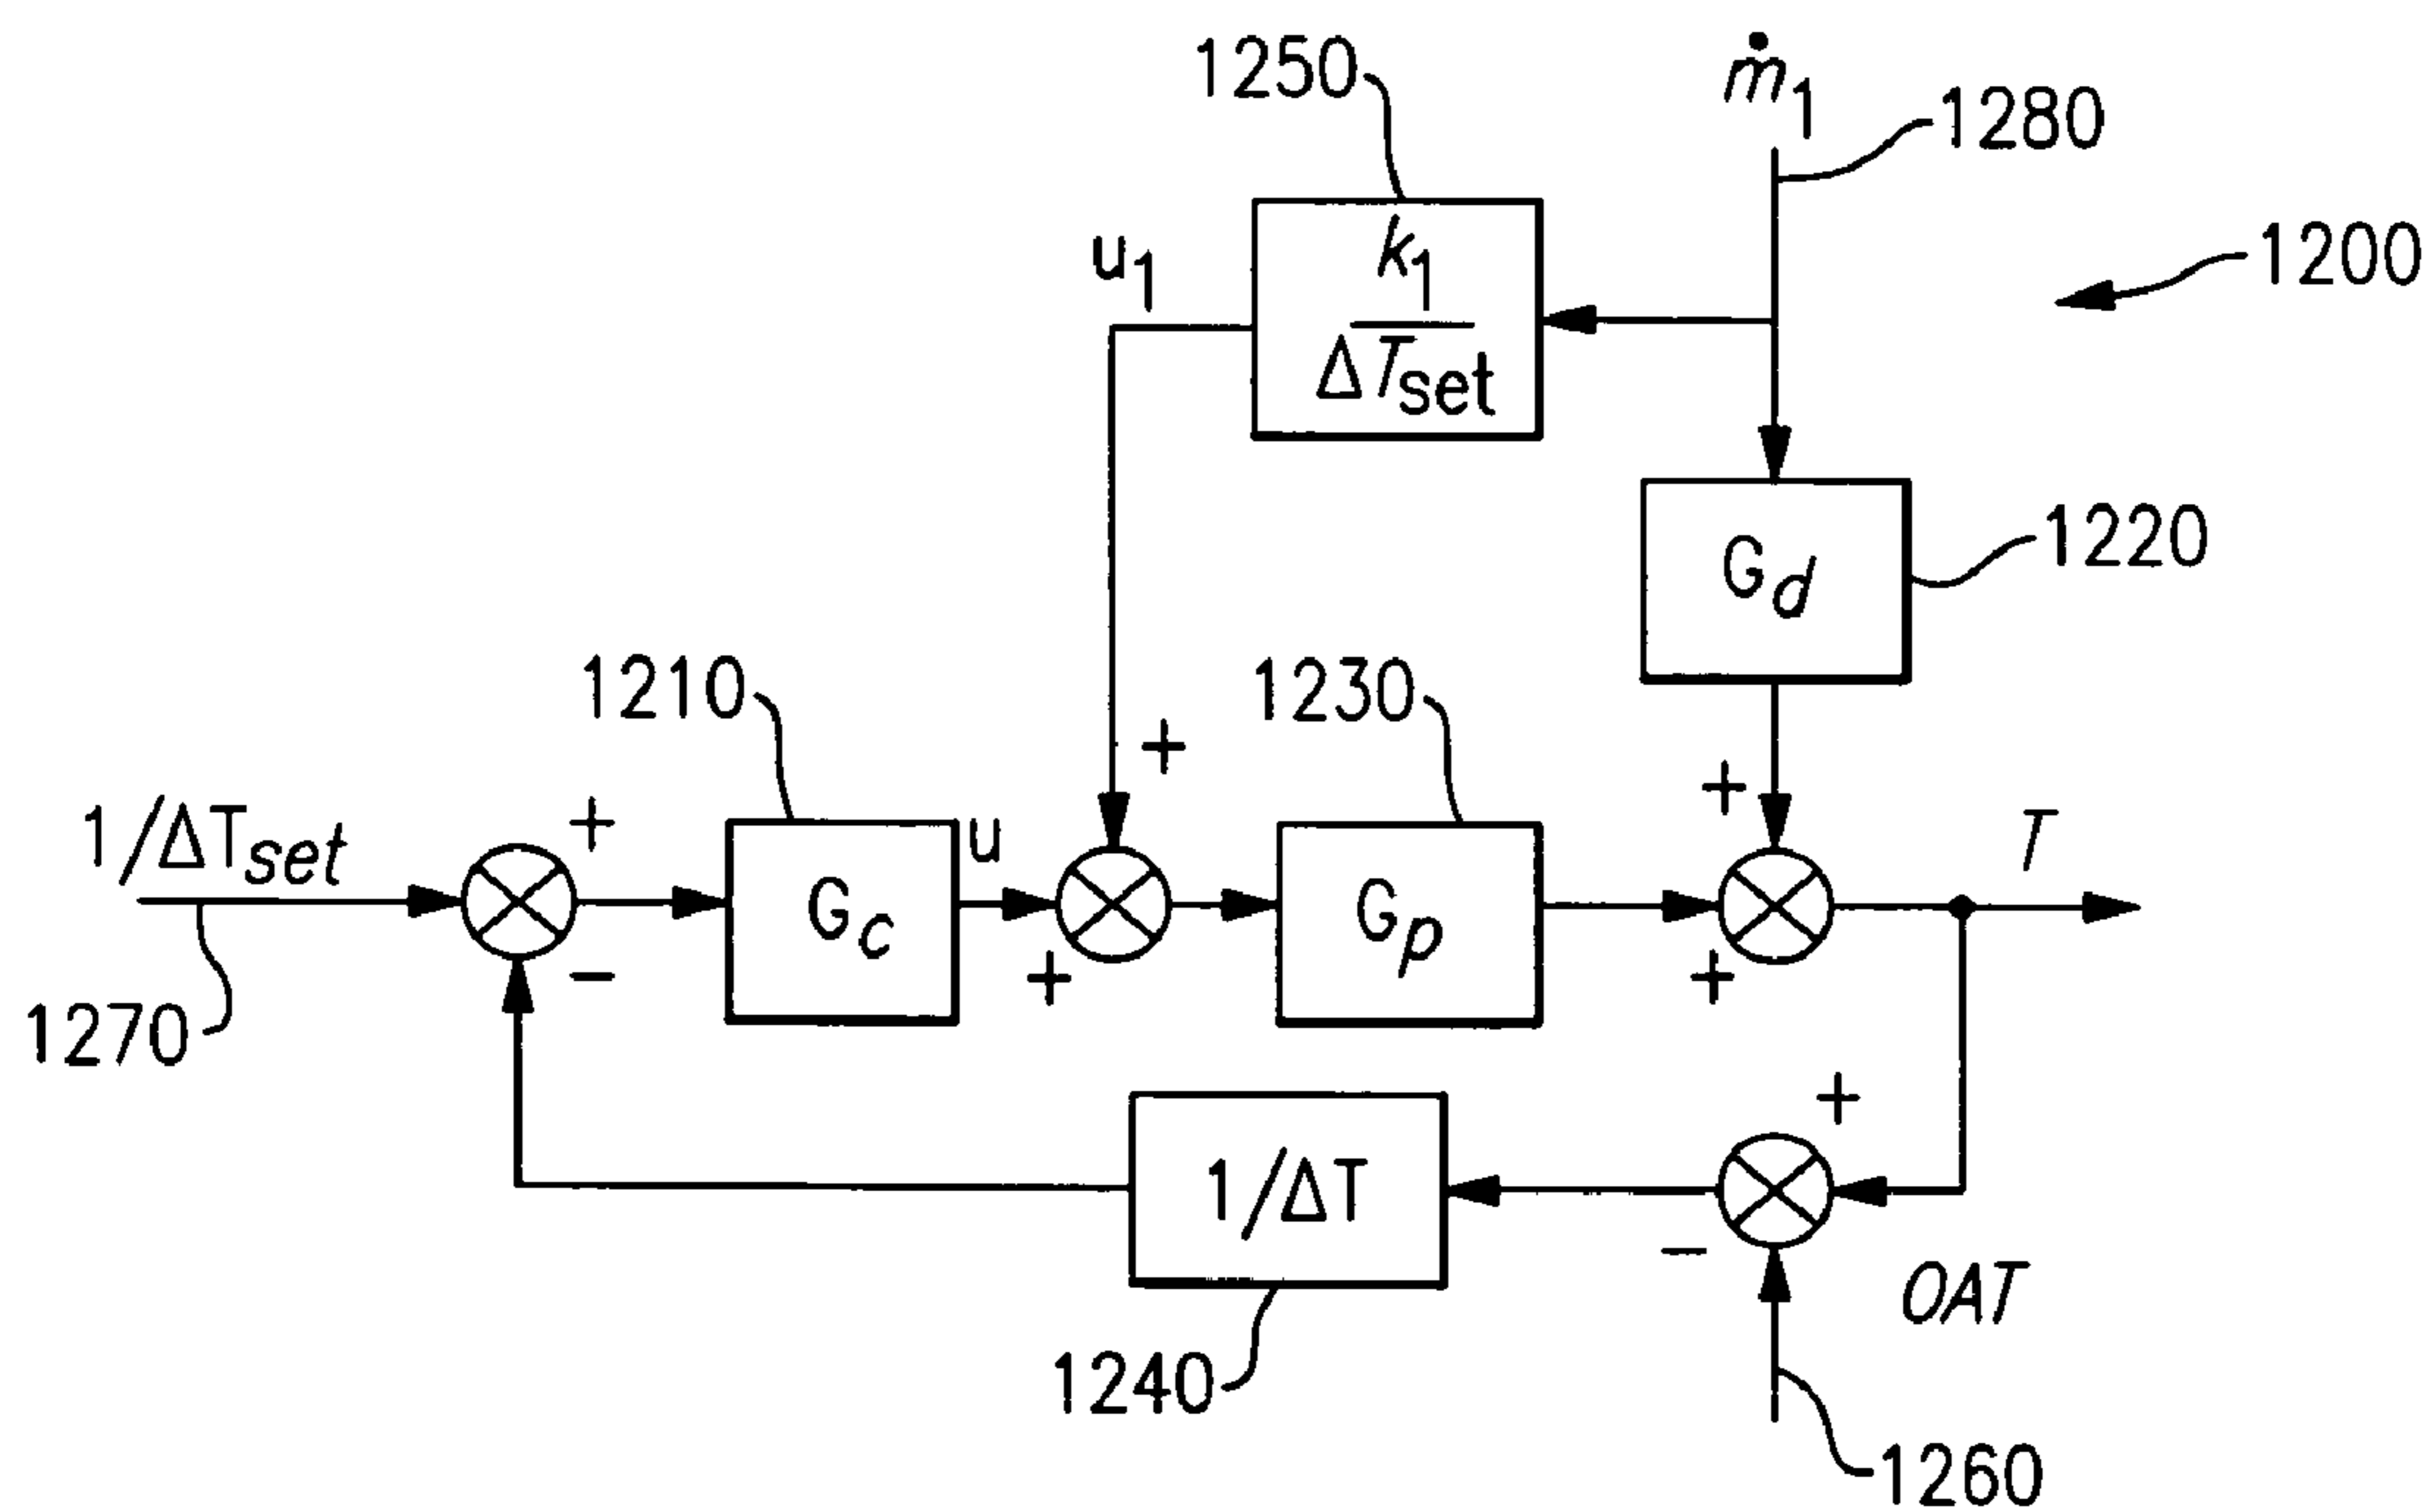 1250
ṁ1
1280
1200
u1
k1
ΔTset
Gd
1220
1210
1230
+
+
1/ΔTset
+
Gc
u
Gp
T
−
+
+
1270
+
1/ΔT
−
OAT
1240
1260